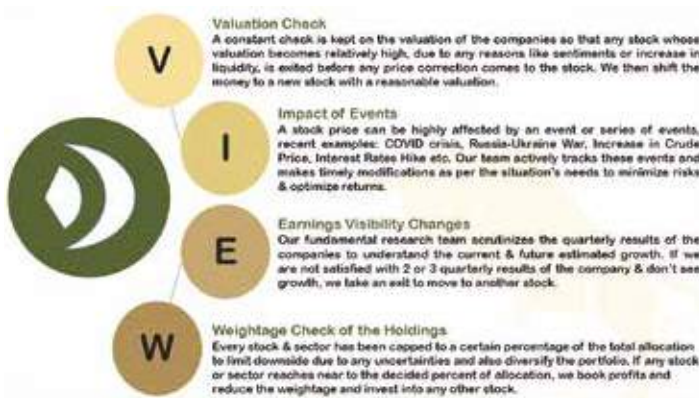 V
Valuation Check
A constant check is kept on the valuation of the companies so that any stock whose
valuation becomes relatively high, due to any reasons like sentiments or increase in
liquidity, is exited before any price correction comes to the stock. We then shift the
money to a new stock with a reasonable valuation.
I
Impact of Events
A stock price can be highly affected by an event or series of events
recent examples: COVID crisis, Russia-Ukraine War, Increase in Crude
Price, Interest Rates Hike etc. Our team actively tracks these events and
makes timely modifications as per the situation's needs to minimize risks
& optimize returns.
E
Earnings Visibility Changes
Our fundamental research team scrutinizes the quarterly results of the
companies to understand the current & future estimated growth. If we
are not satisfied with 2 or 3 quarterly results of the company & don't see
growth, we take an exit to move to another stock.
W
Weightage Check of the Holdings
Every stock & sector has been capped to a certain percentage of the total allocation
to limit downside due to any uncertainties and also diversify the portfolio. If any stock
or sector reaches near to the decided percent of allocation, we book profits and
reduce the weightage and invest into any other stock.